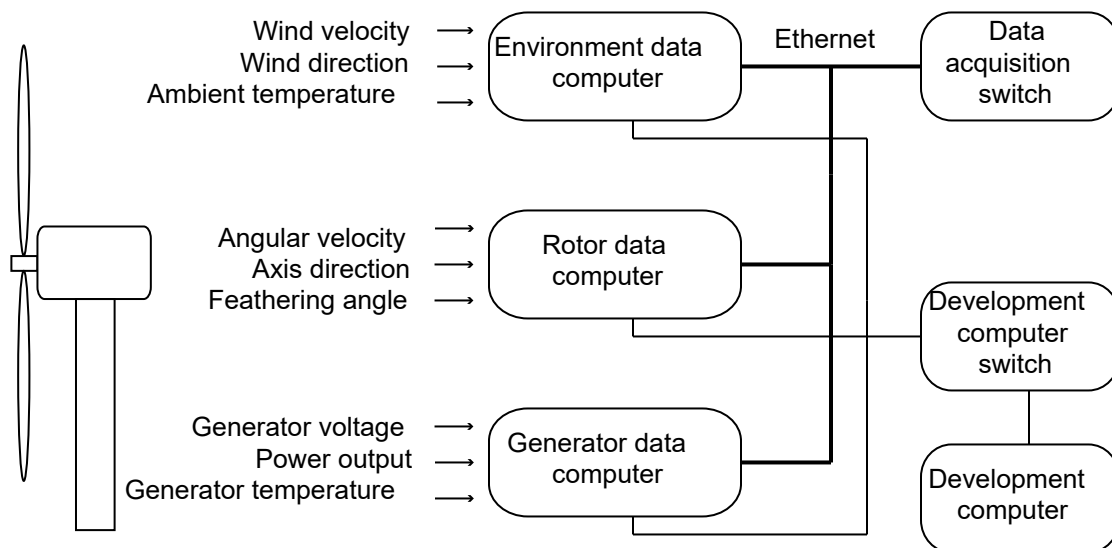 Wind velocity
Wind direction
Ambient temperature
Environment data
computer
Ethernet
Data
acquisition
switch
Angular velocity
Axis direction
Feathering angle
Rotor data
computer
Development
computer
switch
Generator voltage
Power output
Generator temperature
Generator data
computer
Development
computer